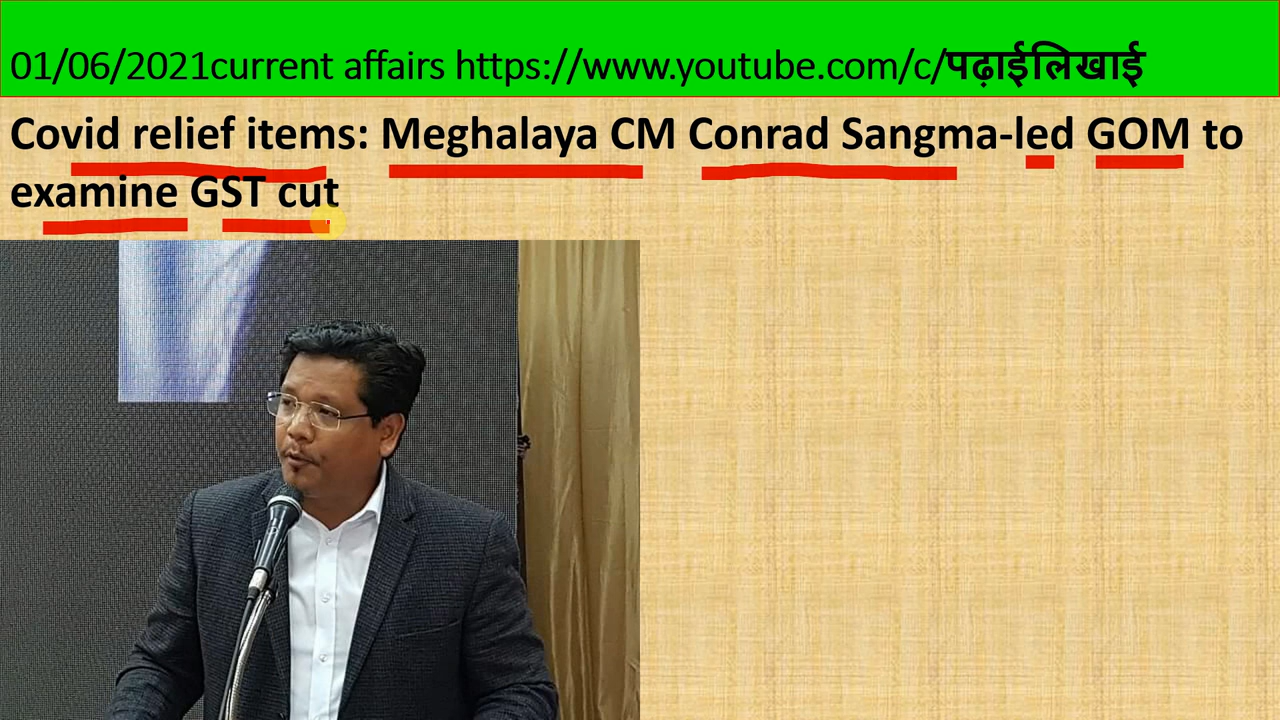 01/06/2021current affairs https://www.youtube.com/c/पढ़ाईलिखाई
Covid relief items: Meghalaya CM Conrad Sangma-led GOM to
examine GST cut